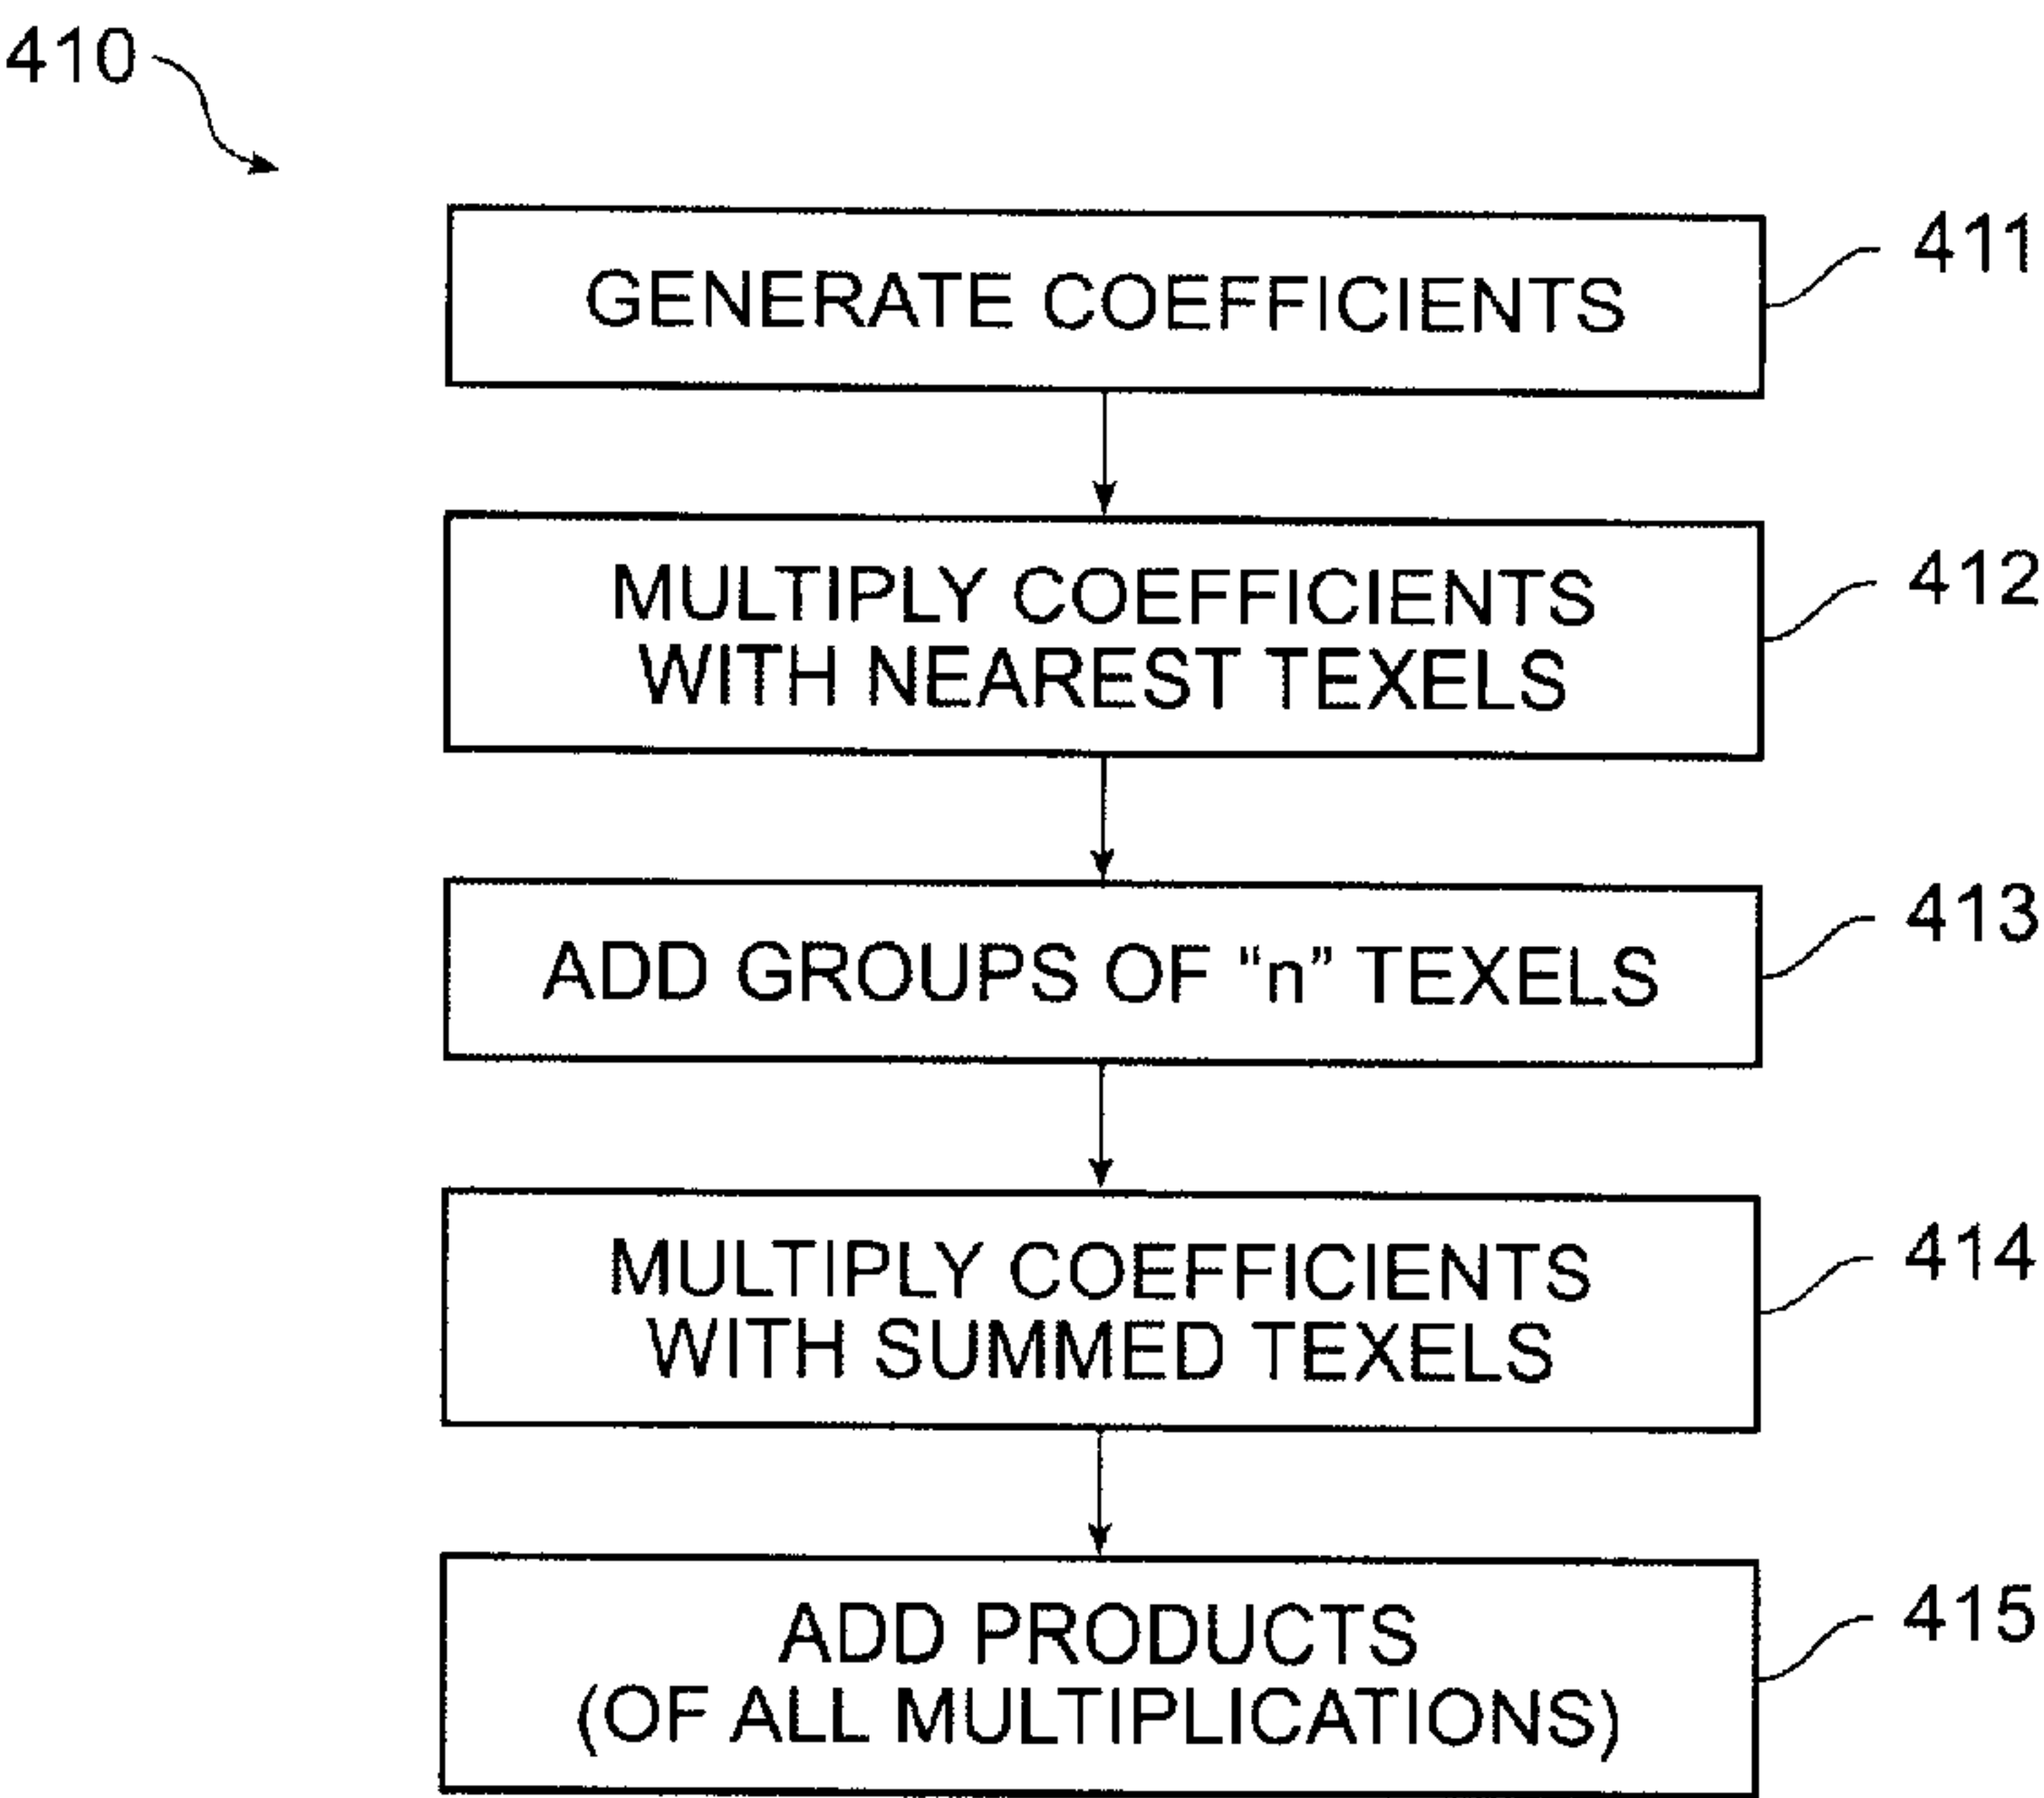 410
GENERATE COEFFICIENTS
411
MULTIPLY COEFFICIENTS
WITH NEAREST TEXELS
412
ADD GROUPS OF “n” TEXELS
413
MULTIPLY COEFFICIENTS
WITH SUMMED TEXELS
414
ADD PRODUCTS
(OF ALL MULTIPLICATIONS)
415